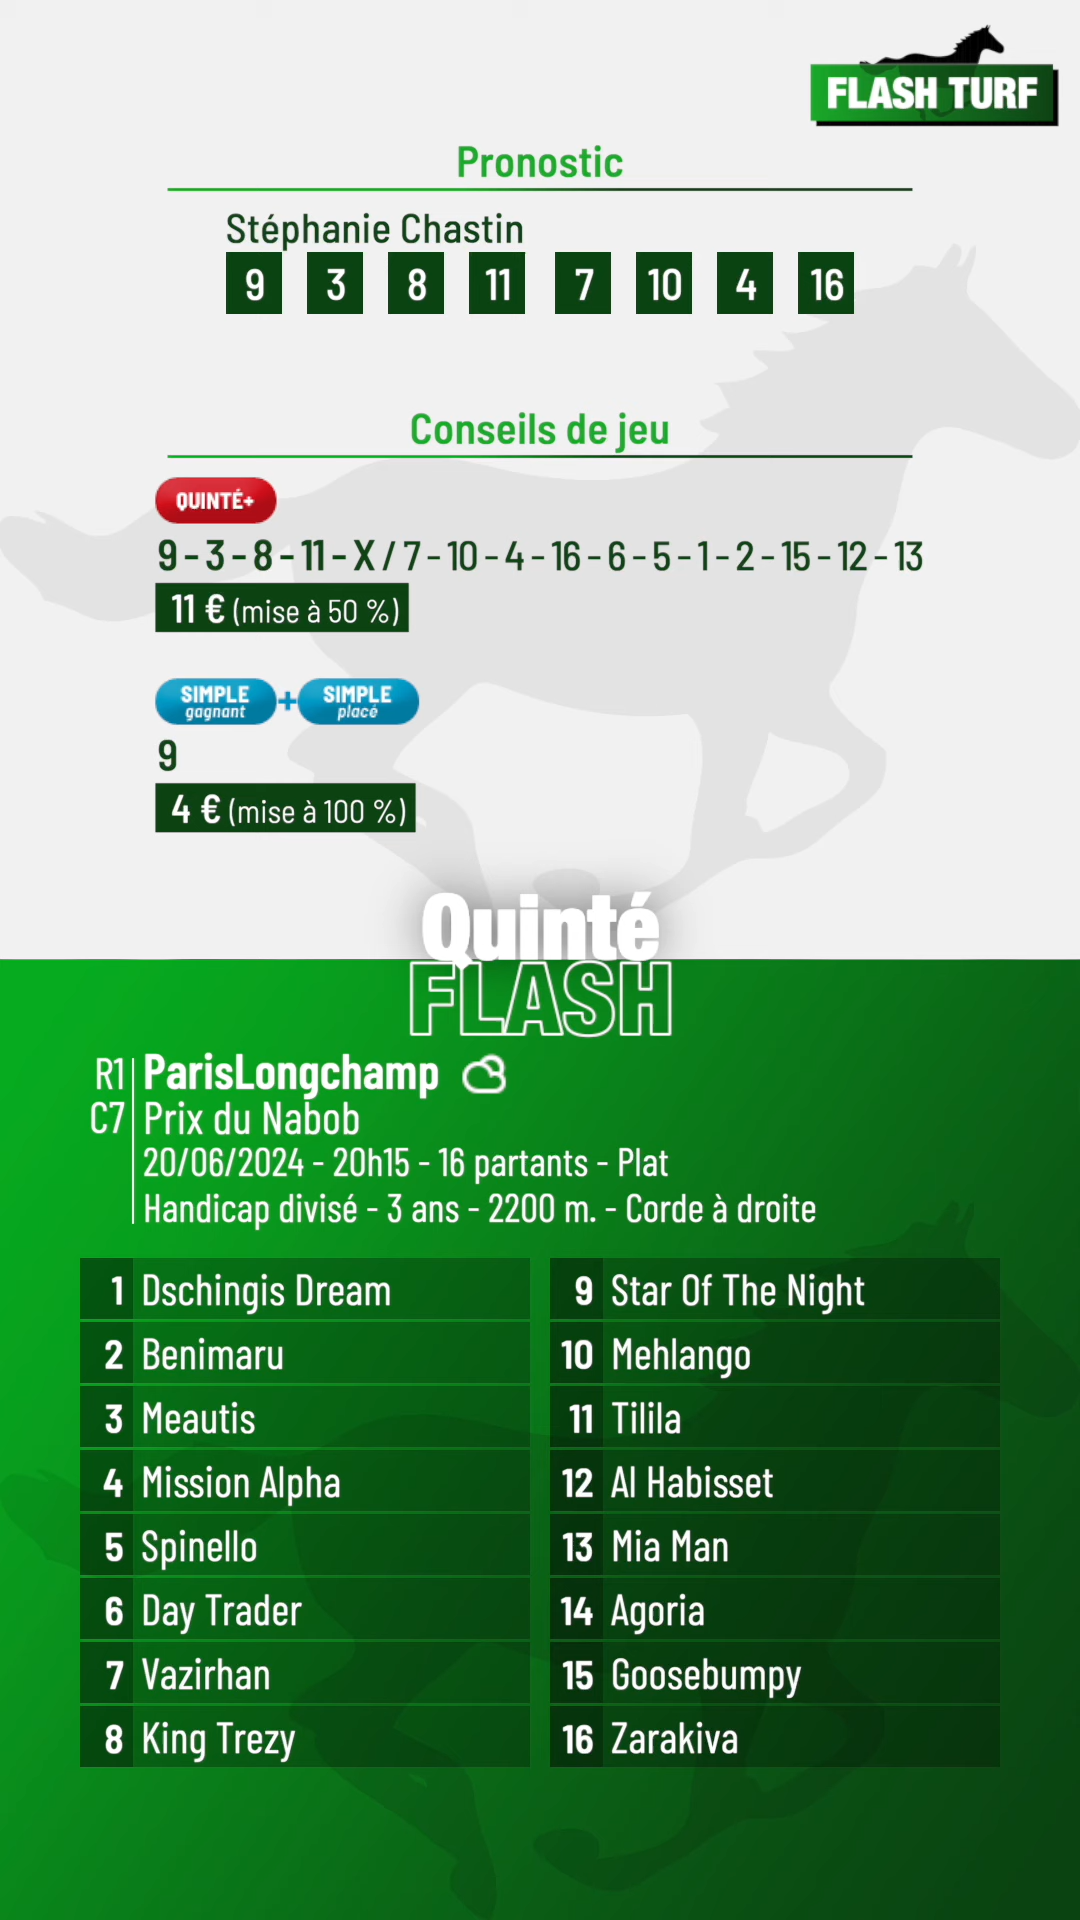 FLASH TURF
Pronostic
Stéphanie Chastin
9 3 8 11 7 10 4 16
Conseils de jeu
QUINTÉ+
9 - 3 - 8 - 11 - X / 7 - 10 - 4 - 16 - 6 - 5 - 1 - 2 - 15 - 12 - 13
11 € (mise à 50 %)
SIMPLE gagnant + SIMPLE placé
9
4 € (mise à 100 %)
Quinté
FLASH
R1 ParisLongchamp
C7 Prix du Nabob
20/06/2024 - 20h15 - 16 partants - Plat
Handicap divisé - 3 ans - 2200 m. - Corde à droite
1 Dschingis Dream
2 Benimaru
3 Meautis
4 Mission Alpha
5 Spinello
6 Day Trader
7 Vazirhan
8 King Trezy
9 Star Of The Night
10 Mehlango
11 Tilila
12 Al Habisset
13 Mia Man
14 Agoria
15 Goosebumpy
16 Zarakiva